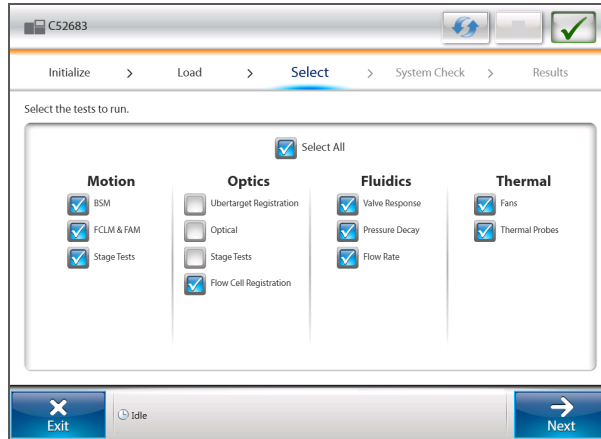 C52683
Initialize > Load > Select > System Check > Results
Select the tests to run.
Select All
Motion
BSM
FCLM & FAM
Stage Tests
Optics
Ubertarget Registration
Optical
Stage Tests
Flow Cell Registration
Fluidics
Valve Response
Pressure Decay
Flow Rate
Thermal
Fans
Thermal Probes
Exit
Idle
Next